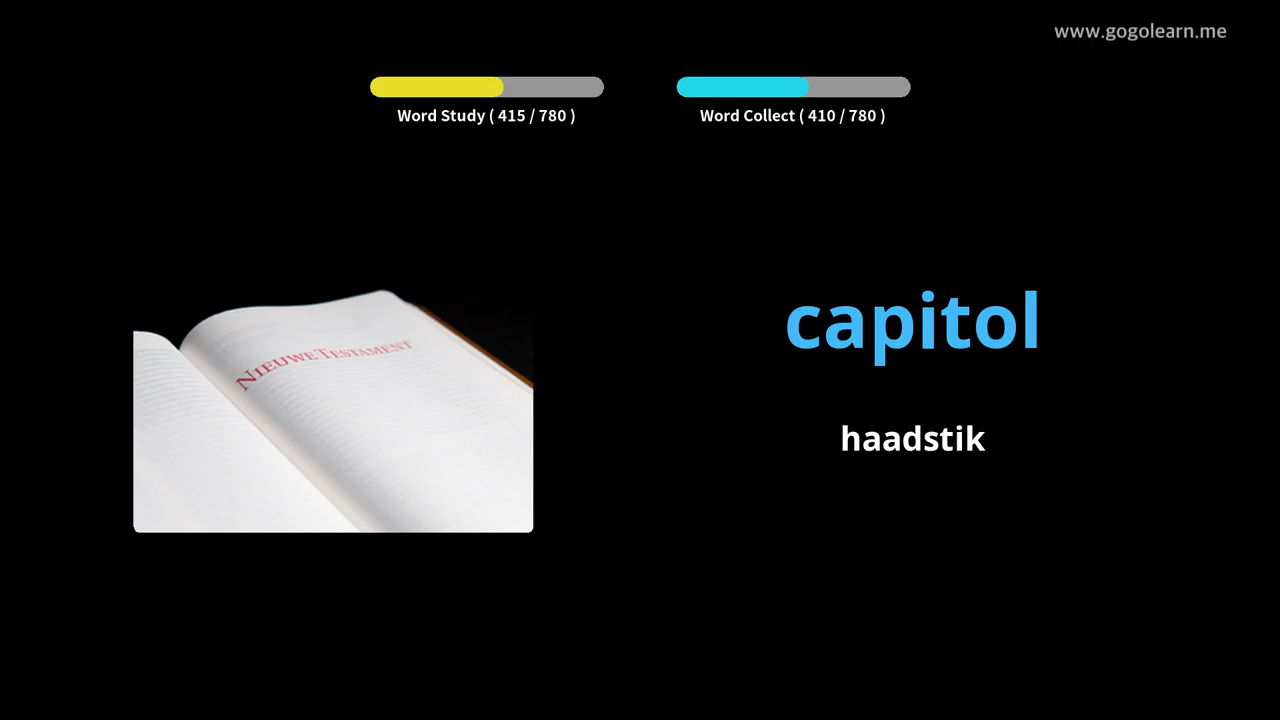 www.gogolearn.me
Word Study ( 415 / 780 )
Word Collect ( 410 / 780 )
NIEUWE TESTAMENT
capitol
haadstik